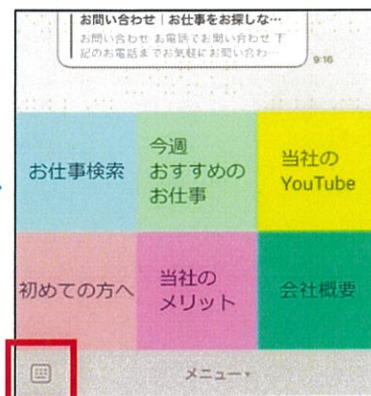 お問い合わせ｜お仕事をお探しな…
お問い合わせ お電話でお問い合わせ 下
記のお電話までお気軽にお問い合わ…
9:16
お仕事検索
今週
おすすめの
お仕事
当社の
YouTube
初めての方へ
当社の
メリット
会社概要
メニュー▾